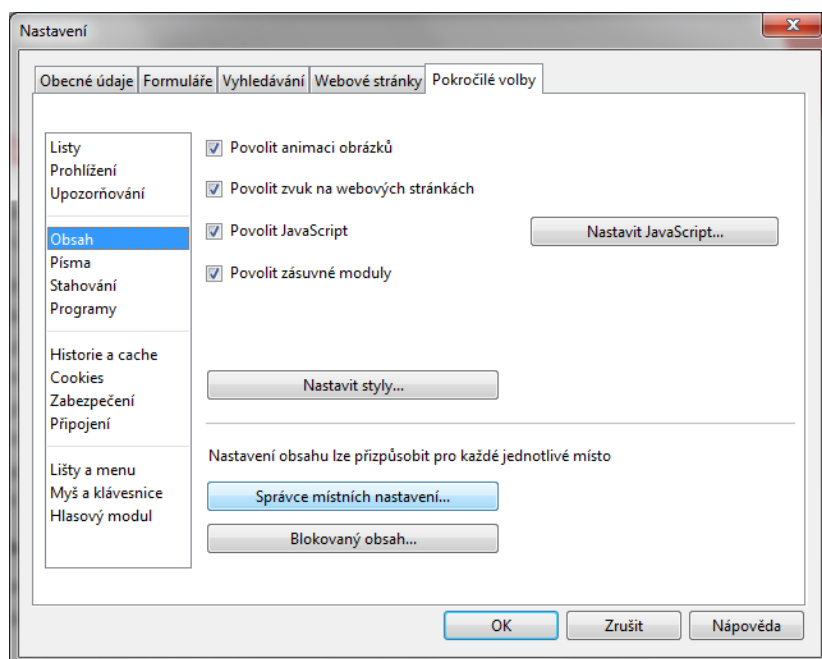 Nastavení
Obecné údaje Formuláře Vyhledávání Webové stránky Pokročilé volby
Listy
Prohlížení
Upozorňování
Obsah
Písma
Stahování
Programy
Historie a cache
Cookies
Zabezpečení
Připojení
Lišty a menu
Myš a klávesnice
Hlasový modul
Povolit animaci obrázků
Povolit zvuk na webových stránkách
Povolit JavaScript Nastavit JavaScript...
Povolit zásuvné moduly
Nastavit styly...
Nastavení obsahu lze přizpůsobit pro každé jednotlivé místo
Správce místních nastavení...
Blokovaný obsah...
OK Zrušit Nápověda